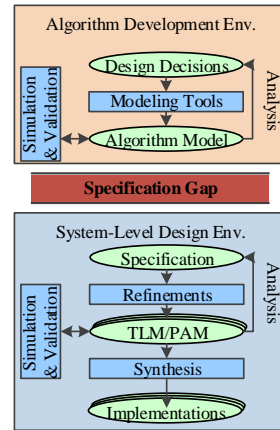 Algorithm Development Env.
Design Decisions
Modeling Tools
Algorithm Model
Simulation
& Validation
Analysis
Specification Gap
System-Level Design Env.
Specification
Refinements
TLM/PAM
Synthesis
Implementations
Simulation
& Validation
Analysis